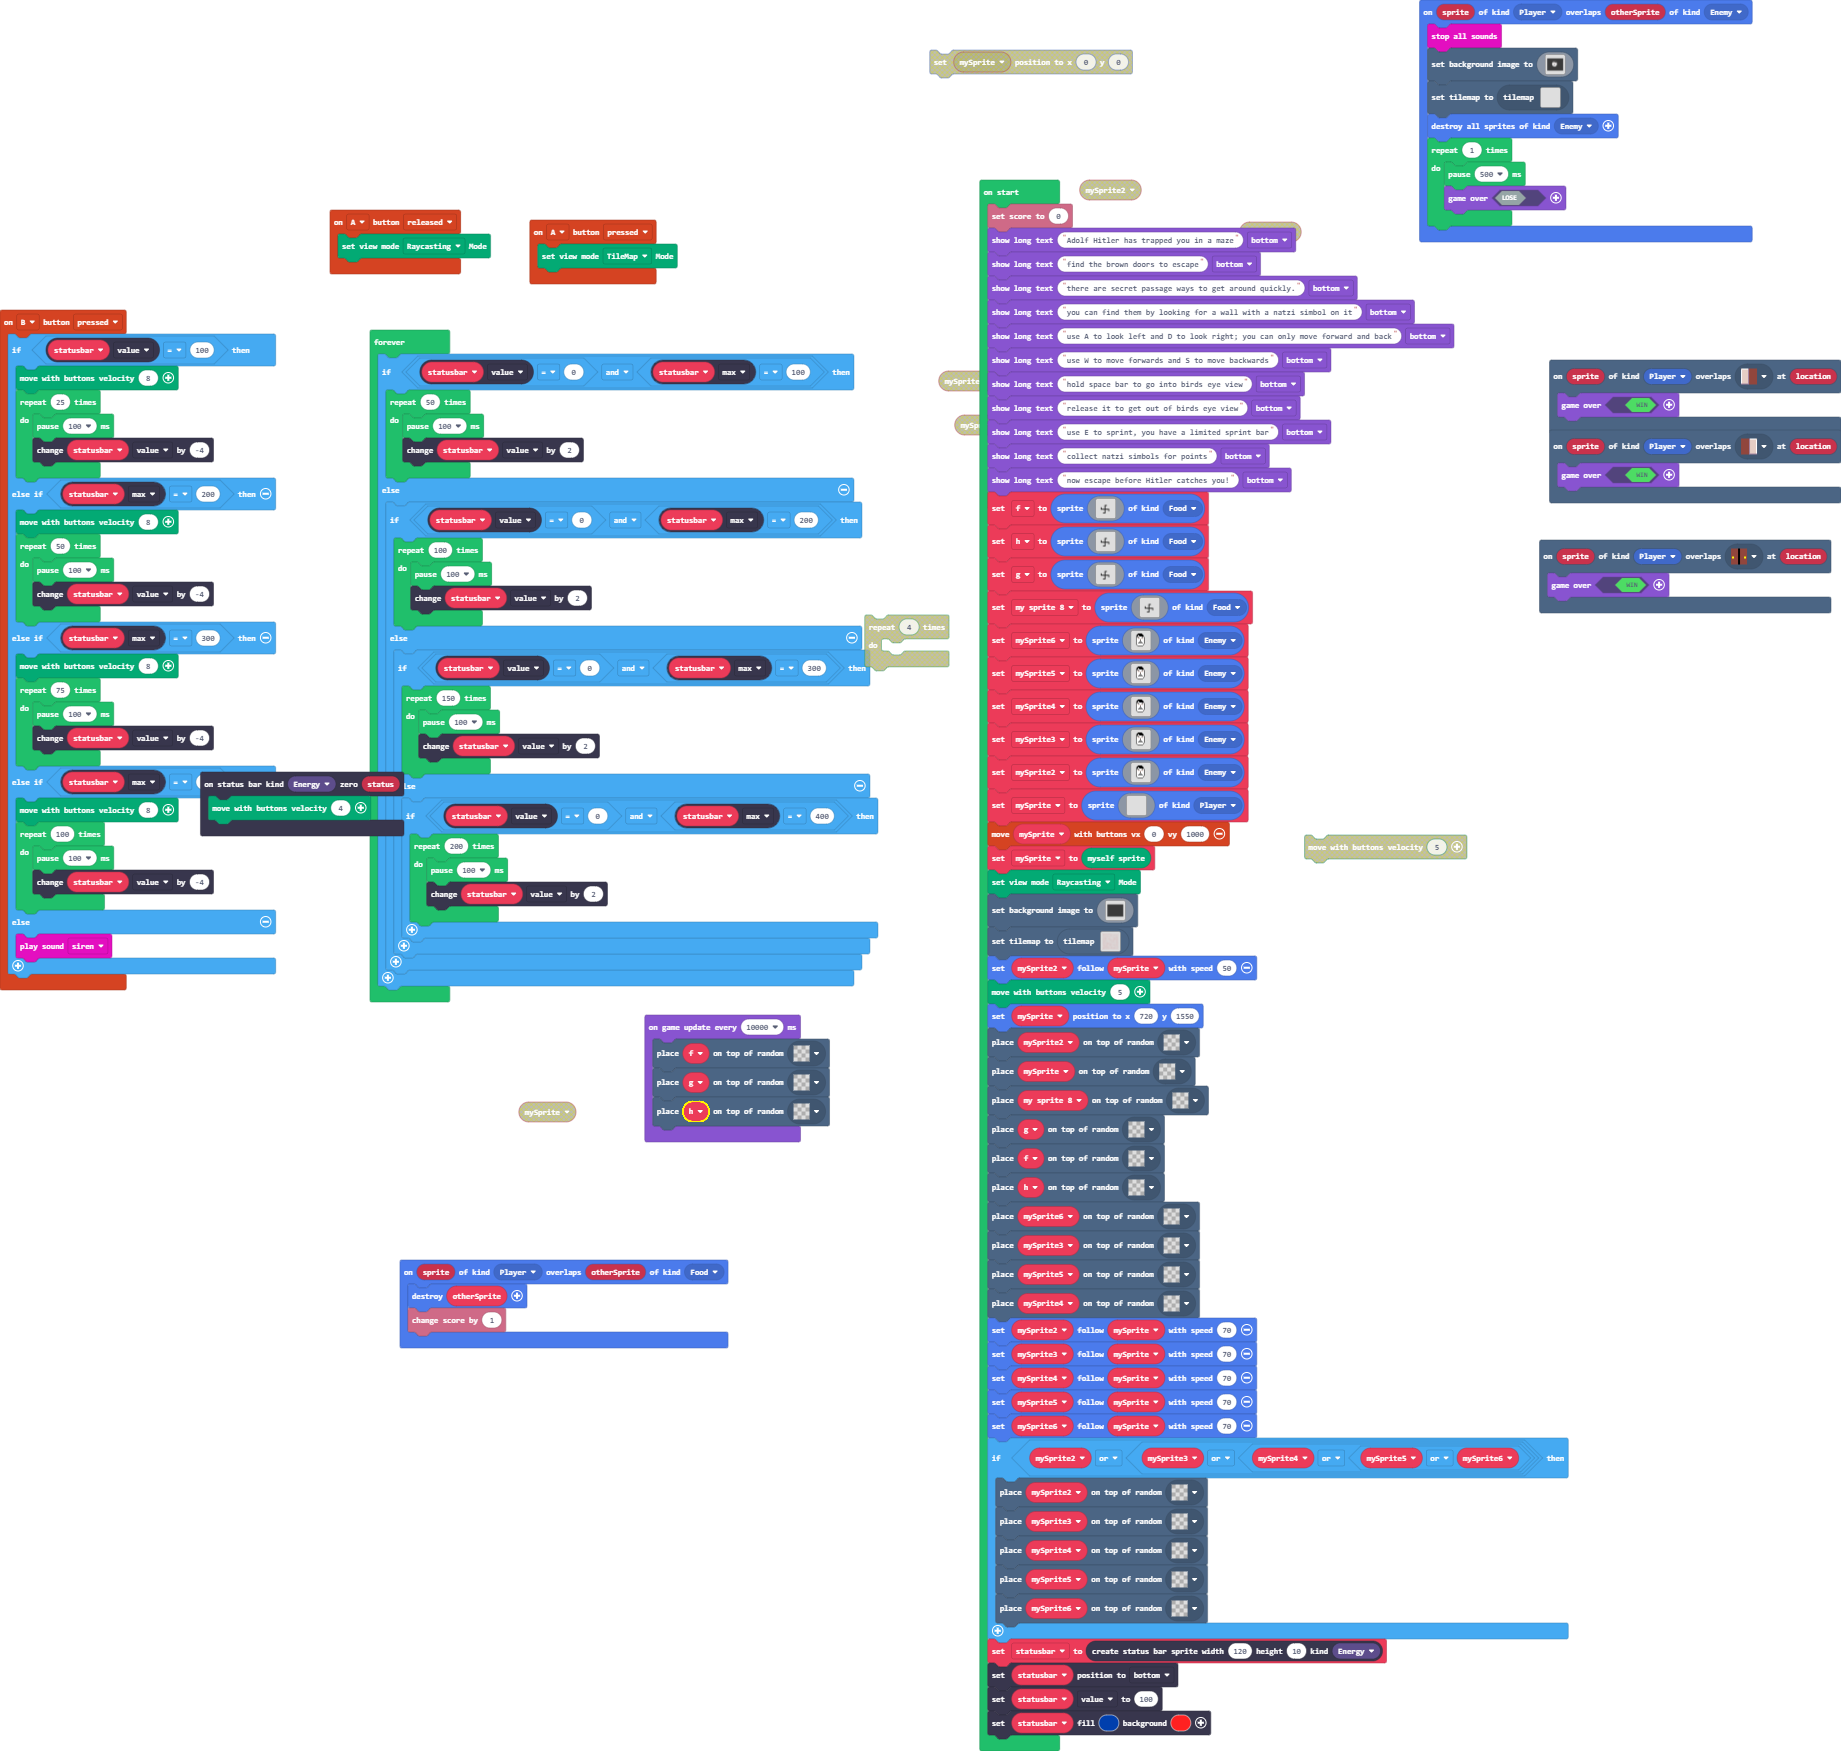 set mySprite position to x 0 y 0
on sprite of kind Player overlaps otherSprite of kind Enemy
stop all sounds
set background image to
set tilemap to tilemap
destroy all sprites of kind Enemy
repeat 1 times
do
pause 500 ms
game over LOSE
on A button released
set view mode Raycasting Mode
on A button pressed
set view mode TileMap Mode
on B button pressed
if statusbar value = 100 then
move with buttons velocity 8
repeat 25 times
do
pause 100 ms
change statusbar value by -4
else if statusbar max = 200 then
move with buttons velocity 8
repeat 50 times
do
pause 100 ms
change statusbar value by -4
else if statusbar max = 300 then
move with buttons velocity 8
repeat 75 times
do
pause 100 ms
change statusbar value by -4
else if statusbar max =
move with buttons velocity 8
repeat 100 times
do
pause 100 ms
change statusbar value by -4
else
play sound siren
on status bar kind Energy zero status
move with buttons velocity 4
forever
if statusbar value = 0 and statusbar max = 100 then
repeat 50 times
do
pause 100 ms
change statusbar value by 2
else
if statusbar value = 0 and statusbar max = 200 then
repeat 100 times
do
pause 100 ms
change statusbar value by 2
else
if statusbar value = 0 and statusbar max = 300 then
repeat 150 times
do
pause 100 ms
change statusbar value by 2
if statusbar value = 0 and statusbar max = 400 then
repeat 200 times
do
pause 100 ms
change statusbar value by 2
repeat 4 times
do
on game update every 10000 ms
place f on top of random
place g on top of random
place h on top of random
mySprite
on sprite of kind Player overlaps otherSprite of kind Food
destroy otherSprite
change score by 1
mySprite2
mySprite
on start
set score to 0
show long text "Adolf Hitler has trapped you in a maze" bottom
show long text "find the brown doors to escape" bottom
show long text "there are secret passage ways to get around quickly." bottom
show long text "you can find them by looking for a wall with a natzi simbol on it" bottom
show long text "use A to look left and D to look right; you can only move forward and back" bottom
show long text "use W to move forwards and S to move backwards" bottom
show long text "hold space bar to go into birds eye view" bottom
show long text "release it to get out of birds eye view" bottom
show long text "use E to sprint, you have a limited sprint bar" bottom
show long text "collect natzi simbols for points" bottom
show long text "now escape before Hitler catches you!" bottom
set f to sprite of kind Food
set h to sprite of kind Food
set g to sprite of kind Food
set my sprite 8 to sprite of kind Food
set mySprite6 to sprite of kind Enemy
set mySprite5 to sprite of kind Enemy
set mySprite4 to sprite of kind Enemy
set mySprite3 to sprite of kind Enemy
set mySprite2 to sprite of kind Enemy
set mySprite to sprite of kind Player
move mySprite with buttons vx 0 vy 1000
set mySprite to myself sprite
set view mode Raycasting Mode
set background image to
set tilemap to tilemap
set mySprite2 follow mySprite with speed 50
move with buttons velocity 5
set mySprite position to x 720 y 1550
place mySprite2 on top of random
place mySprite on top of random
place my sprite 8 on top of random
place g on top of random
place f on top of random
place h on top of random
place mySprite6 on top of random
place mySprite3 on top of random
place mySprite5 on top of random
place mySprite4 on top of random
set mySprite2 follow mySprite with speed 70
set mySprite3 follow mySprite with speed 70
set mySprite4 follow mySprite with speed 70
set mySprite5 follow mySprite with speed 70
set mySprite6 follow mySprite with speed 70
if mySprite2 or mySprite3 or mySprite4 or mySprite5 or mySprite6 then
place mySprite2 on top of random
place mySprite3 on top of random
place mySprite4 on top of random
place mySprite5 on top of random
place mySprite6 on top of random
set statusbar to create status bar sprite width 120 height 10 kind Energy
set statusbar position to bottom
set statusbar value to 100
set statusbar fill background
move with buttons velocity 5
on sprite of kind Player overlaps at location
game over WIN
on sprite of kind Player overlaps at location
game over WIN
on sprite of kind Player overlaps at location
game over WIN